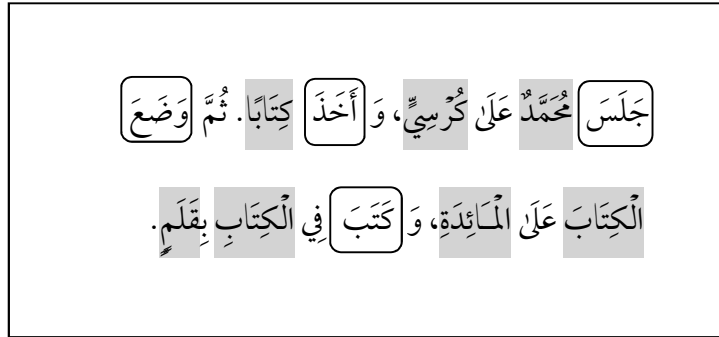 جَلَسَ مُحَمَّدٌ عَلَىٰ كُرْسِيٍّ، وَ أَخَذَ كِتَابًا. ثُمَّ وَضَعَ
الْكِتَابَ عَلَىٰ الْمَائِدَةِ، وَ كَتَبَ فِي الْكِتَابِ بِقَلَمٍ.